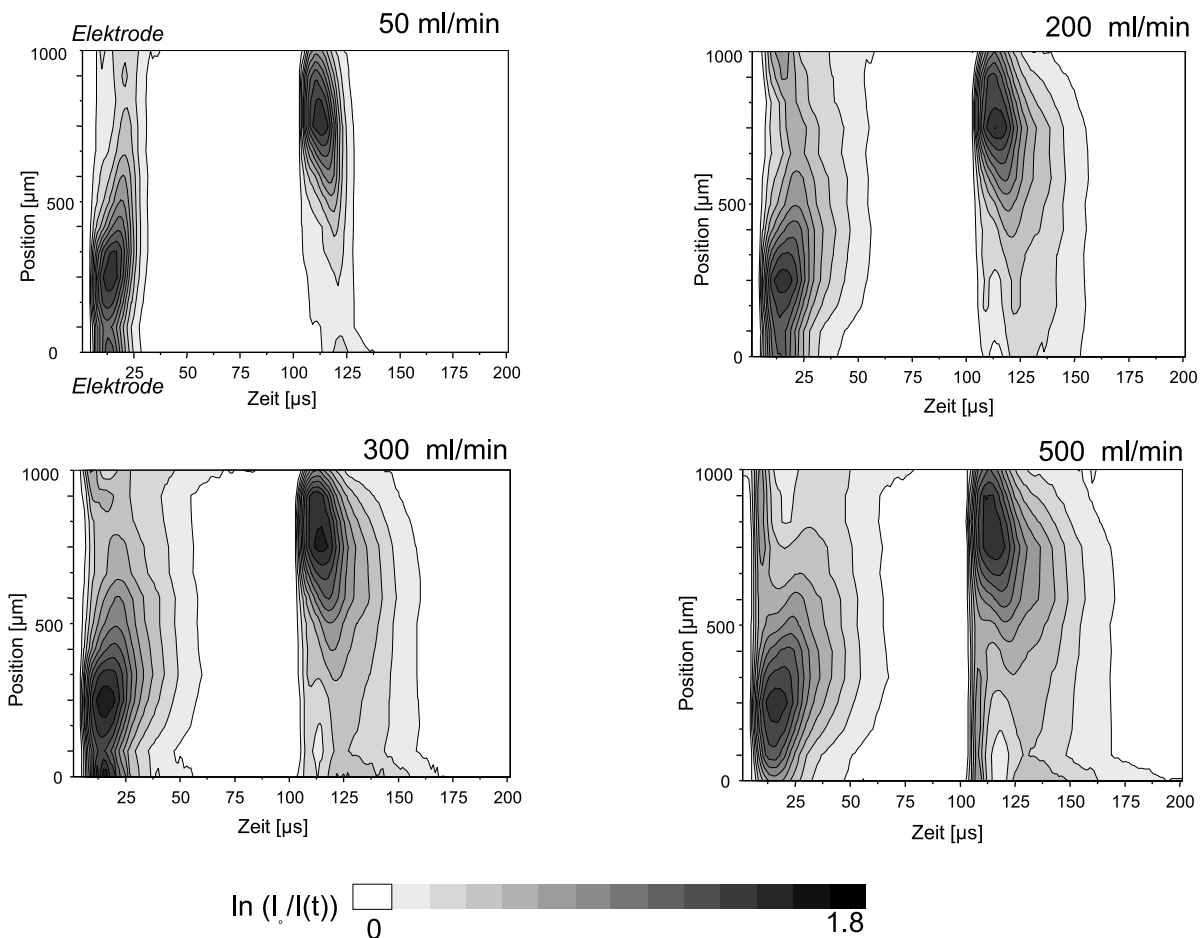 Elektrode
50 ml/min
1000
500
0
Position [µm]
25 50 75 100 125 150 175 200
Elektrode
Zeit [µs]
200 ml/min
1000
500
0
Position [µm]
25 50 75 100 125 150 175 200
Zeit [µs]
300 ml/min
1000
500
0
Position [µm]
25 50 75 100 125 150 175 200
Zeit [µs]
500 ml/min
1000
500
0
Position [µm]
25 50 75 100 125 150 175 200
Zeit [µs]
ln (I₀/I(t))
0 1.8